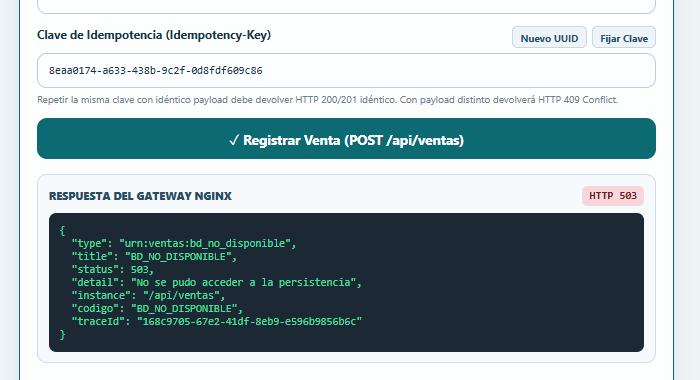 Clave de Idempotencia (Idempotency-Key)
Nuevo UUID
Fijar Clave
8eaa0174-a633-438b-9c2f-0d8fdf609c86
Repetir la misma clave con idéntico payload debe devolver HTTP 200/201 idéntico. Con payload distinto devolverá HTTP 409 Conflict.
✓ Registrar Venta (POST /api/ventas)
RESPUESTA DEL GATEWAY NGINX
HTTP 503
{
  "type": "urn:ventas:bd_no_disponible",
  "title": "BD_NO_DISPONIBLE",
  "status": 503,
  "detail": "No se pudo acceder a la persistencia",
  "instance": "/api/ventas",
  "codigo": "BD_NO_DISPONIBLE",
  "traceId": "168c9705-67e2-41df-8eb9-e596b9856b6c"
}